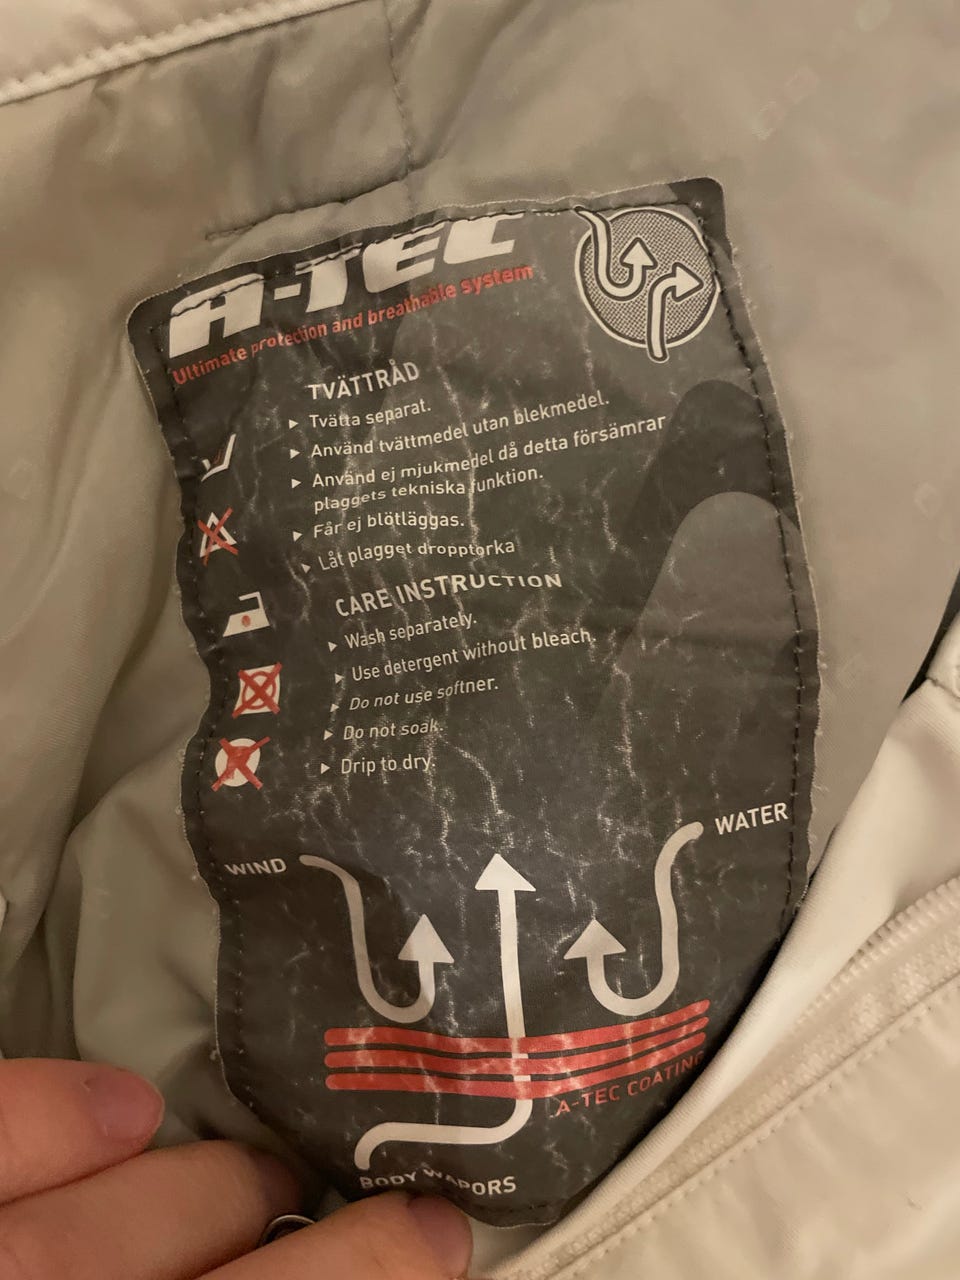 A-TEC
Ultimate protection and breathable system
TVÄTTRÅD
Tvätta separat.
Använd tvättmedel utan blekmedel.
Använd ej mjukmedel då detta försämrar
plaggets tekniska funktion.
Får ej blötläggas.
Låt plagget dropptorka
CARE INSTRUCTION
Wash separately.
Use detergent without bleach.
Do not use softner.
Do not soak.
Drip to dry.
WATER
WIND
A-TEC COATING
BODY WAPORS